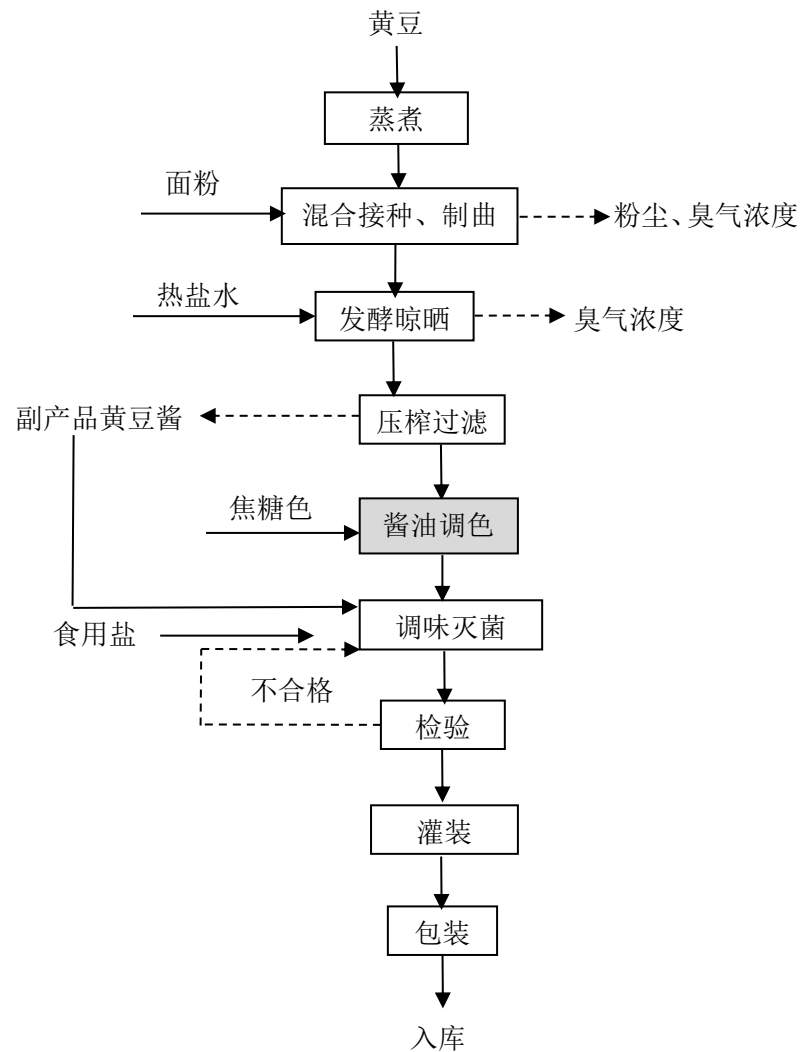 黄豆
蒸煮
面粉
混合接种、制曲
粉尘、臭气浓度
热盐水
发酵晾晒
臭气浓度
副产品黄豆酱
压榨过滤
焦糖色
酱油调色
调味灭菌
食用盐
不合格
检验
灌装
包装
入库